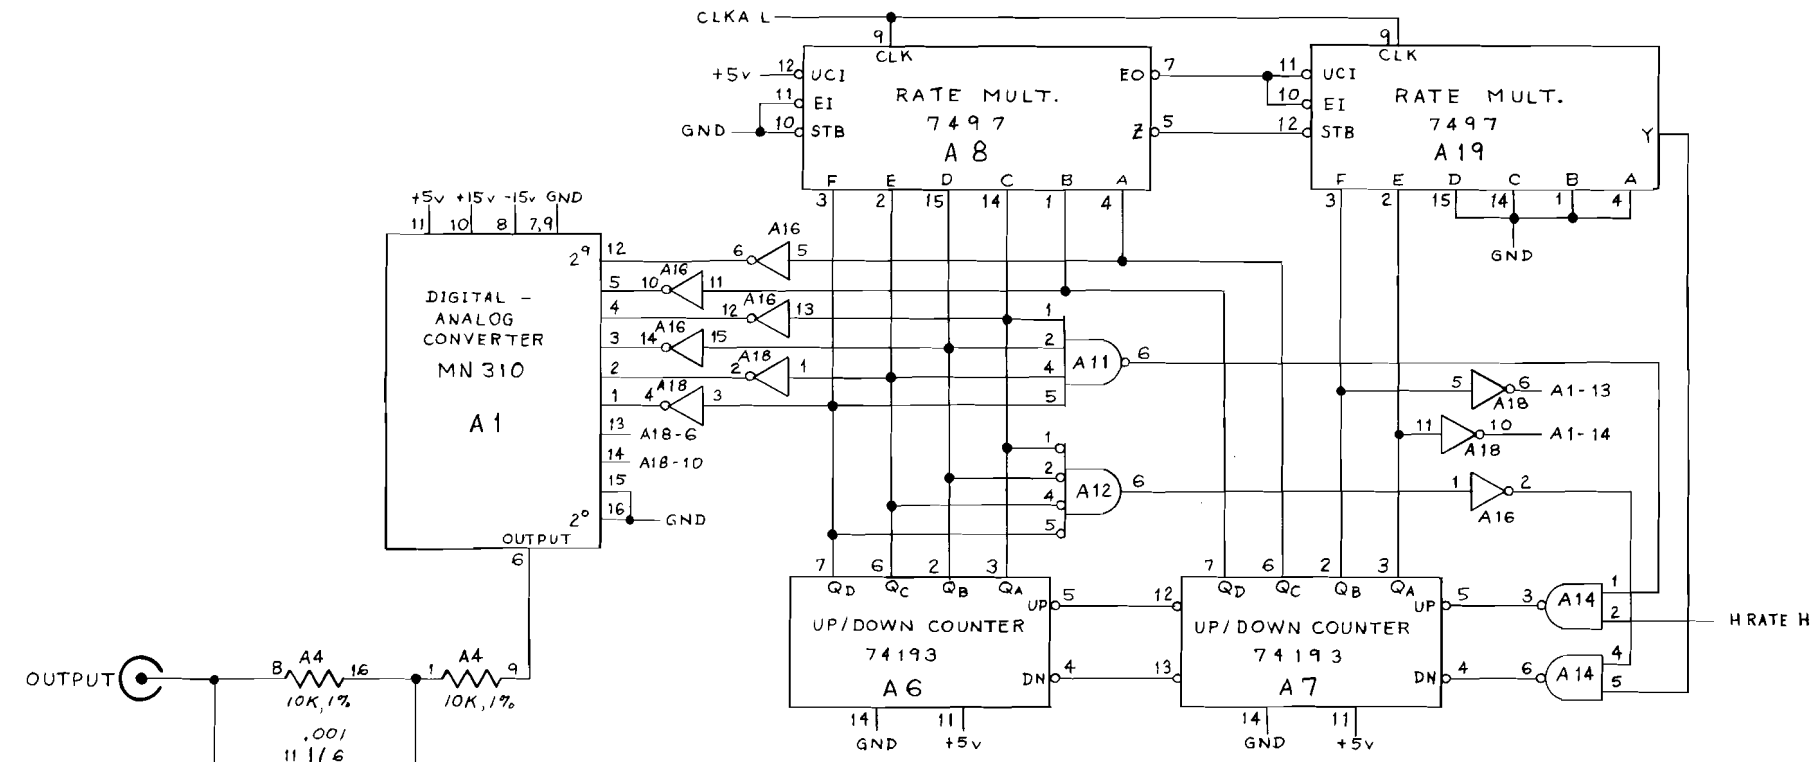 CLKA L
9
CLK
9
CLK
+5v 12 UCI
11 EI
GND 10 STB
RATE MULT.
7497
A8
EO 7
Z 5
11 UCI
10 EI
12 STB
RATE MULT.
7497
A19
Y
F E D C B A
3 2 15 14 1 4
F E D C B A
3 2 15 14 1 4
GND
+5v +15v -15v GND
11 10 8 7,9
2⁹ 12
6 A16 5
5 10 A16 11
4 12 A16 13
3 14 A16 15
2 2 A18 1
1 4 A18 3
13 A18-6
14 A18-10
15
2⁰ 16 GND
DIGITAL -
ANALOG
CONVERTER
MN310
A1
OUTPUT
6
1
2
4
5
A11 6
1
2
4
5
A12 6
5 6 A1-13
A18
11 10 A1-14
A18
1 2
A16
7 6 2 3
QD QC QB QA
UP 5
UP/DOWN COUNTER
74193
A6
DN 4
14 11
GND +5v
7 6 2 3
QD QC QB QA
12
13
UP 5
UP/DOWN COUNTER
74193
A7
DN 4
14 11
GND +5v
3 A14 1
2 HRATE H
6 A14 4
5
OUTPUT
8 A4 16
10K,1%
1 A4 9
10K,1%
.001
11 6